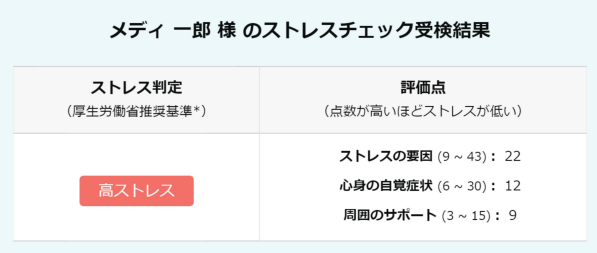 メディ 一郎 様 のストレスチェック受検結果
ストレス判定
（厚生労働省推奨基準*）
評価点
（点数が高いほどストレスが低い）
高ストレス
ストレスの要因 (9 ~ 43)： 22
心身の自覚症状 (6 ~ 30)： 12
周囲のサポート (3 ~ 15)： 9